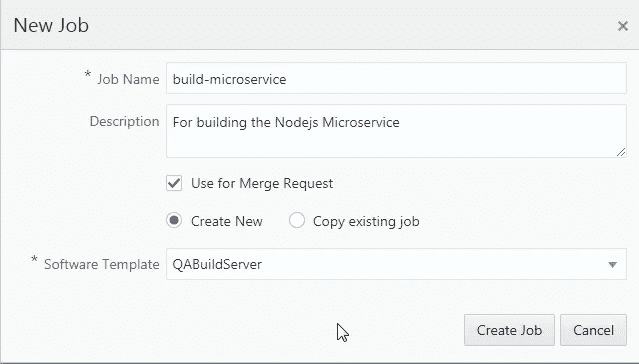 New Job
* Job Name build-microservice
Description For building the Nodejs Microservice
Use for Merge Request
Create New Copy existing job
* Software Template QABuildServer
Create Job Cancel